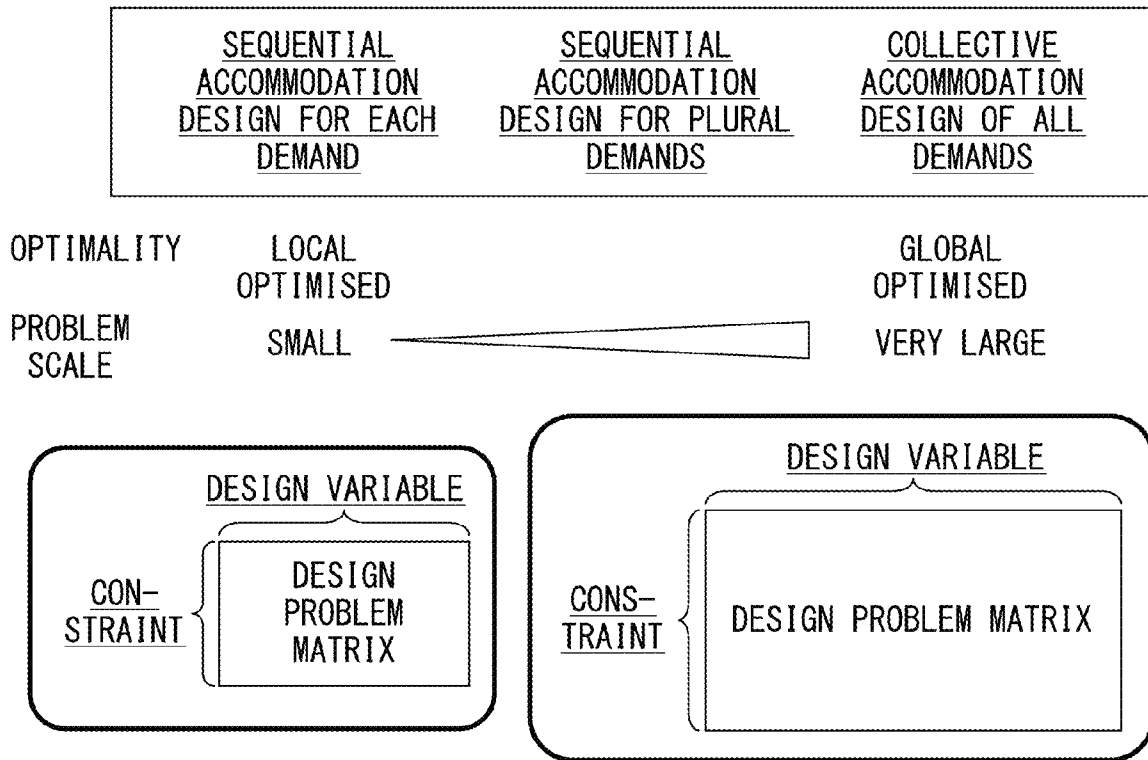 SEQUENTIAL
ACCOMMODATION
DESIGN FOR EACH
DEMAND
SEQUENTIAL
ACCOMMODATION
DESIGN FOR PLURAL
DEMANDS
COLLECTIVE
ACCOMMODATION
DESIGN OF ALL
DEMANDS
OPTIMALITY
LOCAL
OPTIMISED
GLOBAL
OPTIMISED
PROBLEM
SCALE
SMALL
VERY LARGE
DESIGN VARIABLE
CON-
STRAINT
DESIGN
PROBLEM
MATRIX
DESIGN VARIABLE
CONS-
TRAINT
DESIGN PROBLEM MATRIX